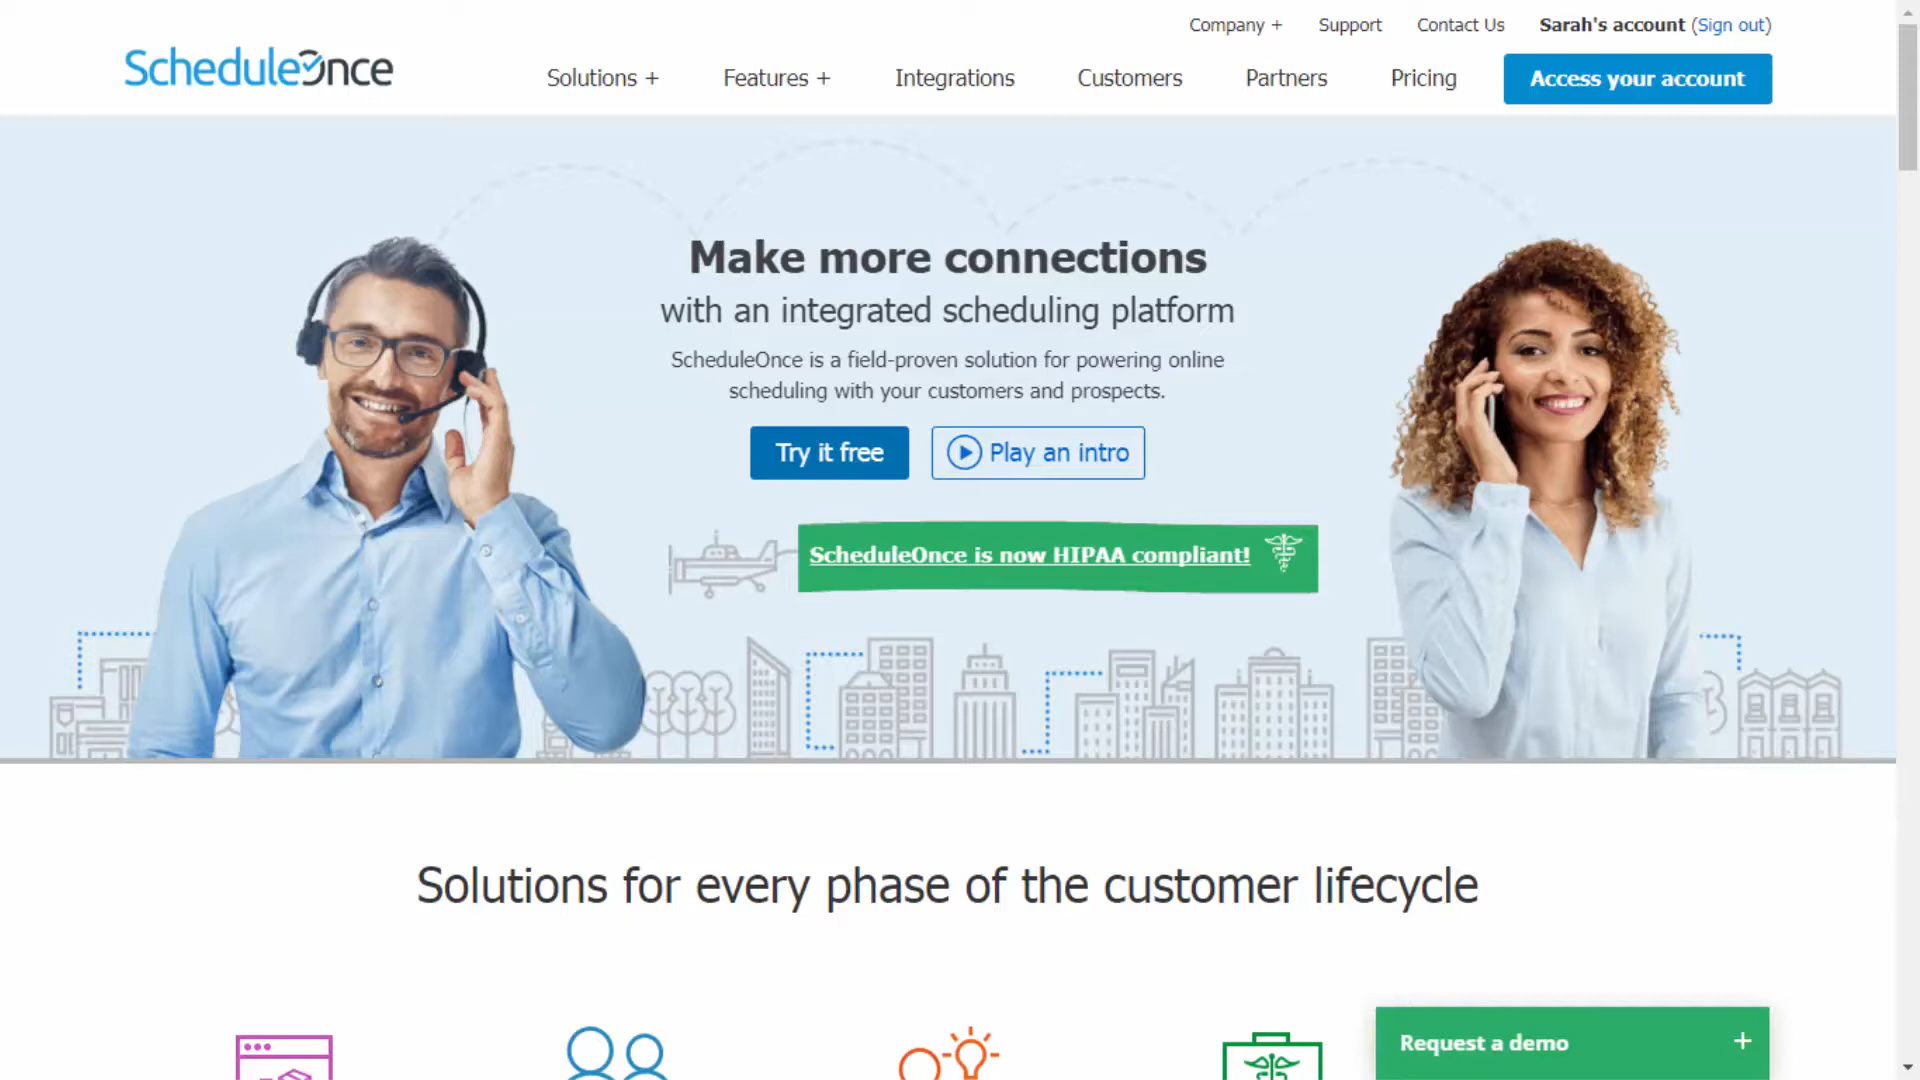 Company +
Support
Contact Us
Sarah's account (Sign out)
ScheduleOnce
Solutions +
Features +
Integrations
Customers
Partners
Pricing
Access your account
Make more connections
with an integrated scheduling platform
ScheduleOnce is a field-proven solution for powering online
scheduling with your customers and prospects.
Try it free
Play an intro
ScheduleOnce is now HIPAA compliant!
Solutions for every phase of the customer lifecycle
Request a demo +